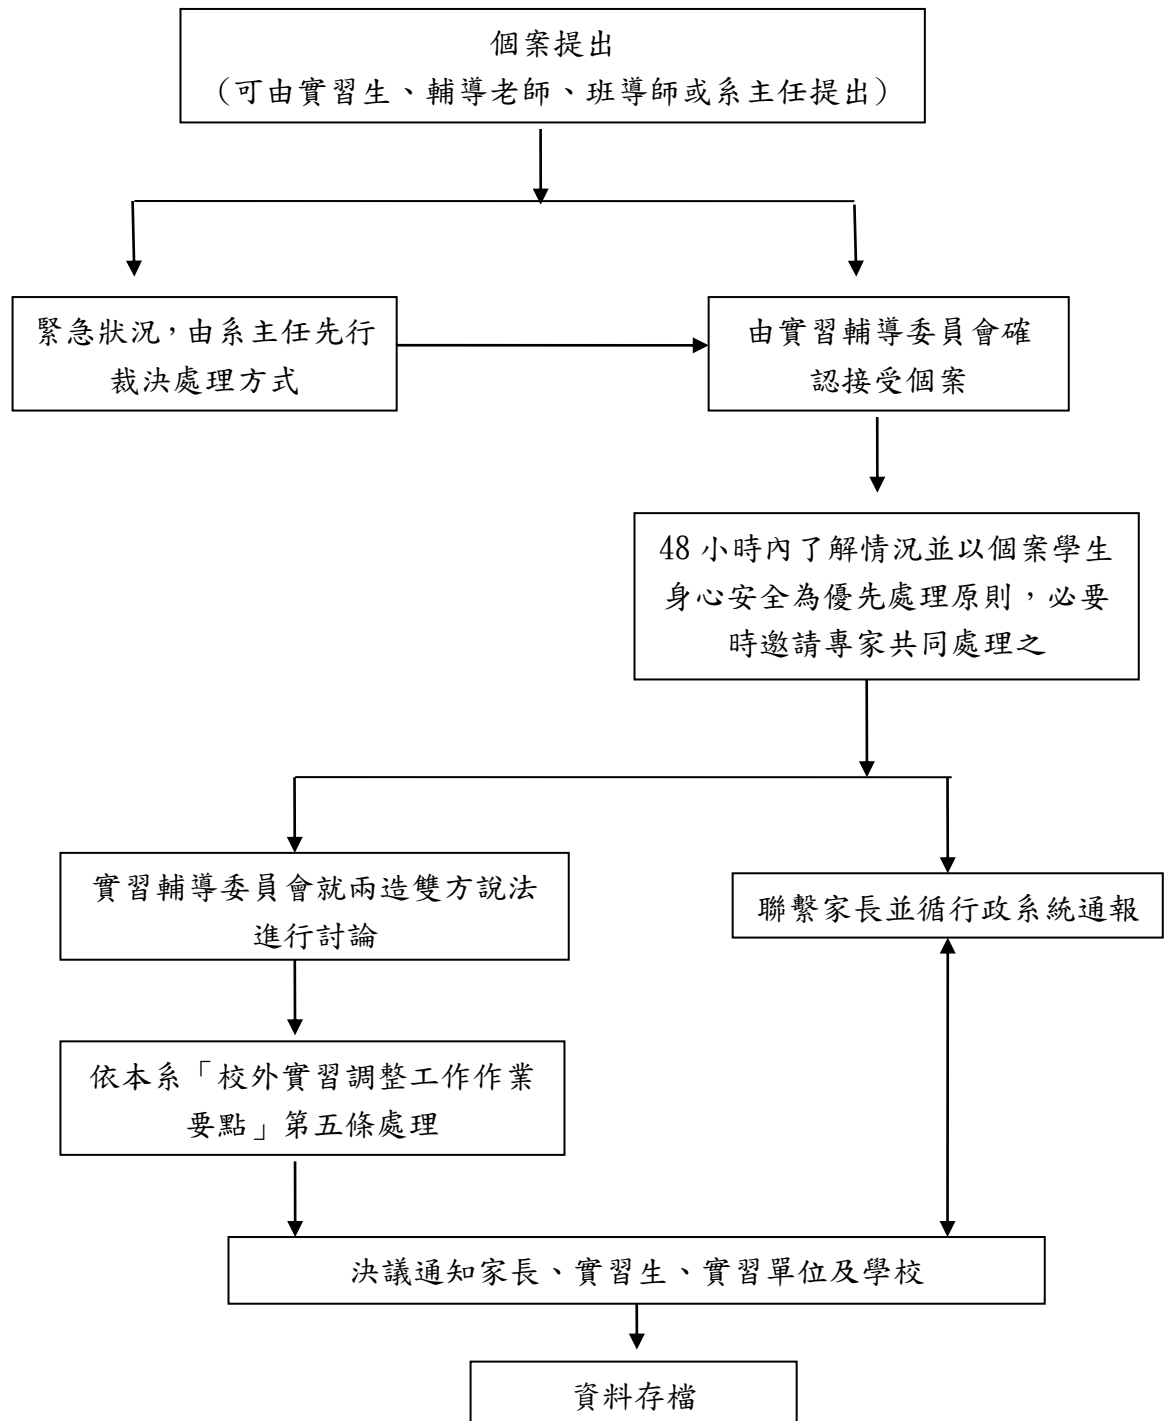 個案提出
（可由實習生、輔導老師、班導師或系主任提出）
緊急狀況，由系主任先行
裁決處理方式
由實習輔導委員會確
認接受個案
48 小時內了解情況並以個案學生
身心安全為優先處理原則，必要
時邀請專家共同處理之
實習輔導委員會就兩造雙方說法
進行討論
聯繫家長並循行政系統通報
依本系「校外實習調整工作作業
要點」第五條處理
決議通知家長、實習生、實習單位及學校
資料存檔